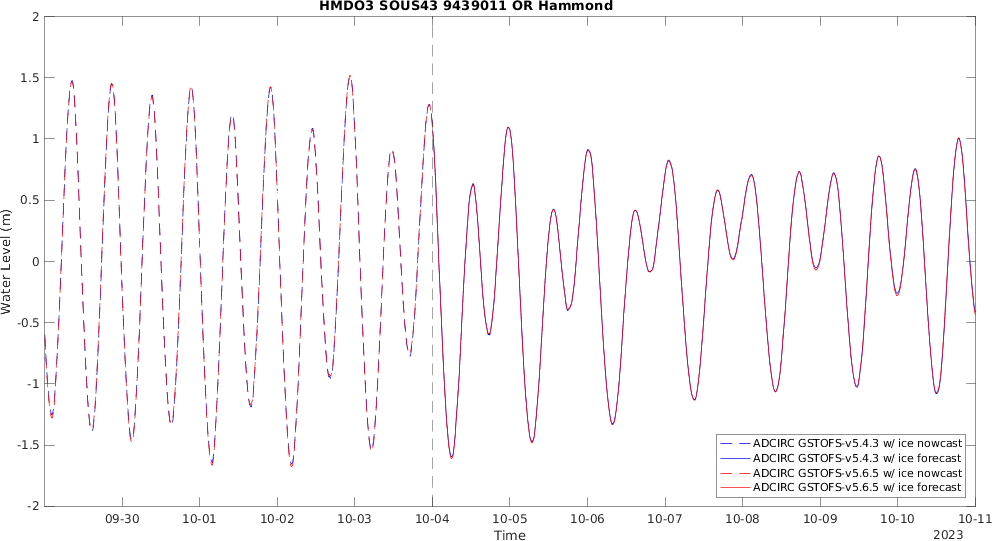 HMDO3 SOUS43 9439011 OR Hammond
2
1.5
1
0.5
0
-0.5
-1
-1.5
-2
Water Level (m)
09-30 10-01 10-02 10-03 10-04 10-05 10-06 10-07 10-08 10-09 10-10 10-11
Time
2023
ADCIRC GSTOFS-v5.4.3 w/ ice nowcast
ADCIRC GSTOFS-v5.4.3 w/ ice forecast
ADCIRC GSTOFS-v5.6.5 w/ ice nowcast
ADCIRC GSTOFS-v5.6.5 w/ ice forecast